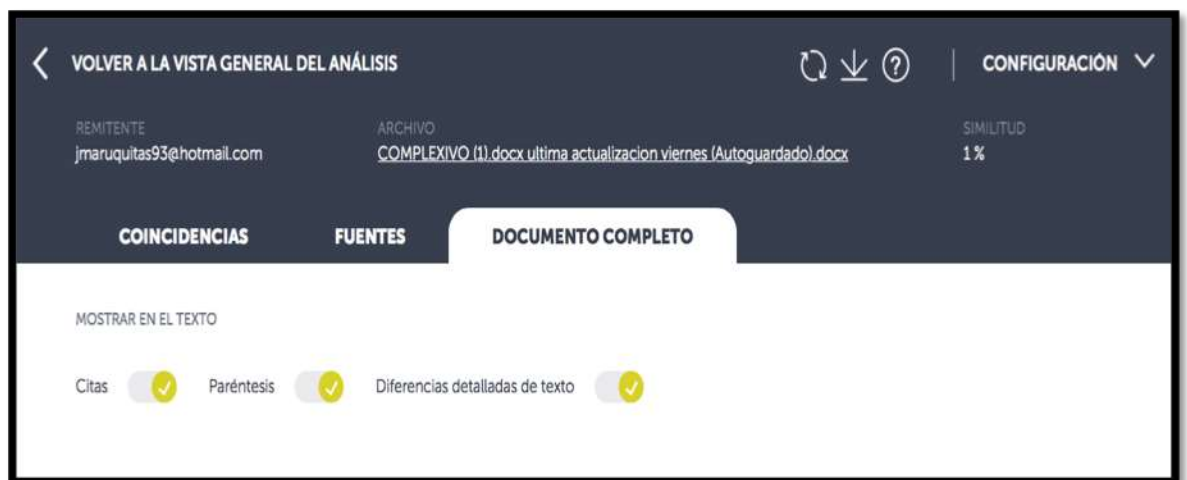 VOLVER A LA VISTA GENERAL DEL ANÁLISIS
CONFIGURACIÓN
REMITENTE ARCHIVO SIMILITUD
jmaruquitas93@hotmail.com COMPLEXIVO (1).docx ultima actualizacion viernes (Autoguardado).docx 1 %
COINCIDENCIAS FUENTES DOCUMENTO COMPLETO
MOSTRAR EN EL TEXTO
Citas Paréntesis Diferencias detalladas de texto